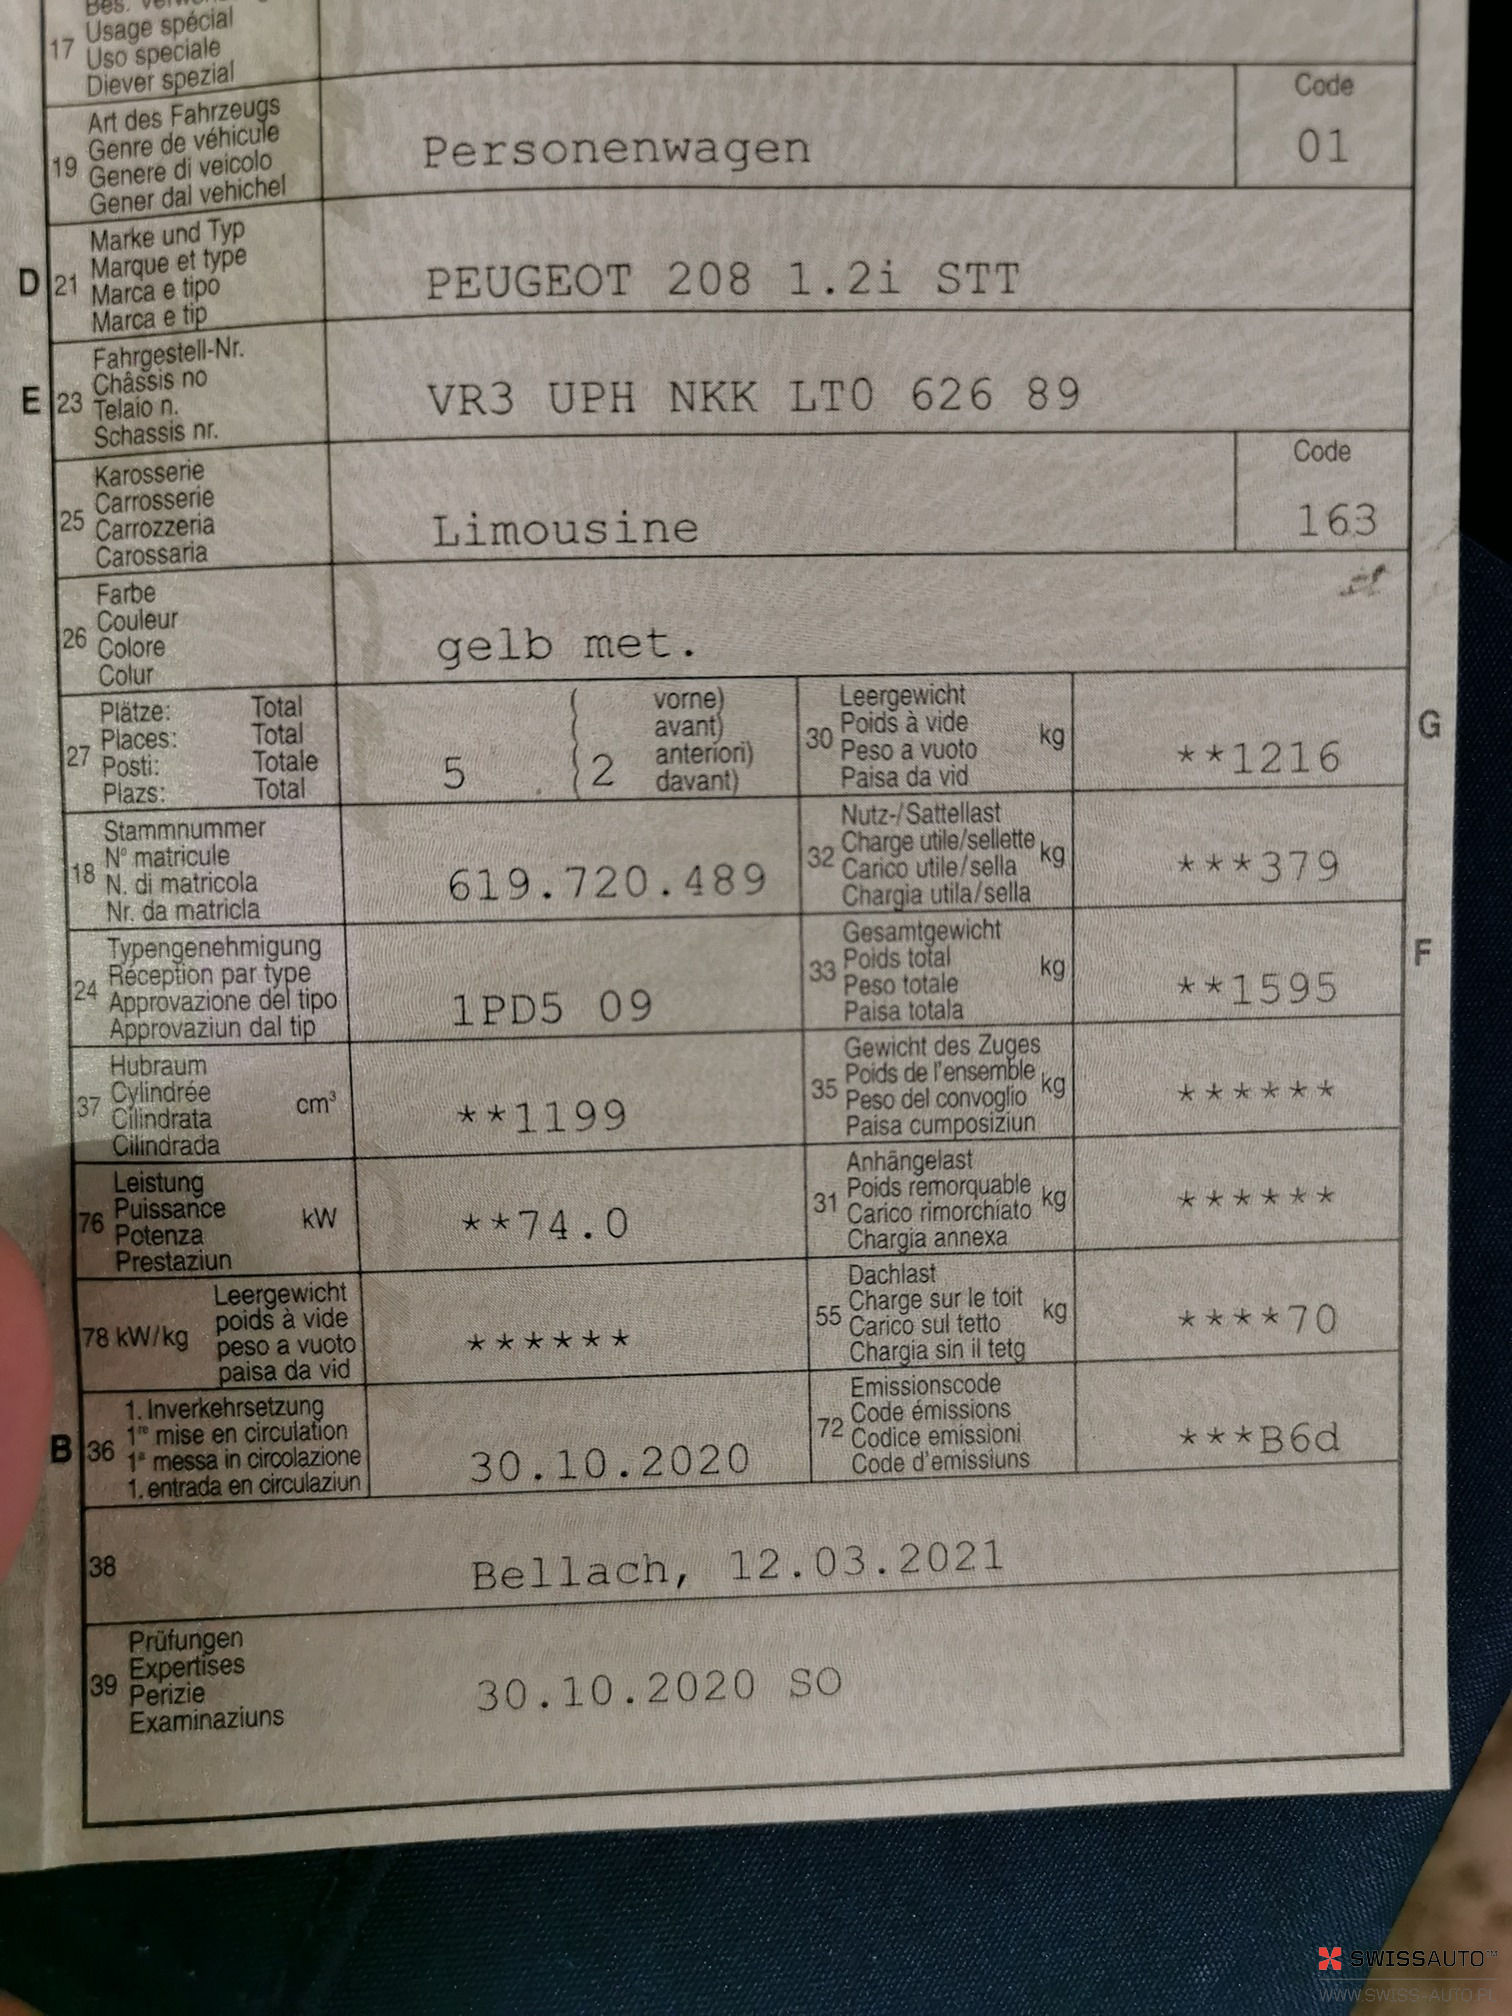 17
Usage spécial
Uso speciale
Diever spezial
19
Art des Fahrzeugs
Genre de véhicule
Genere di veicolo
Gener dal vehichel
Personenwagen
Code
01
D 21
Marke und Typ
Marque et type
Marca e tipo
Marca e tip
PEUGEOT 208 1.2i STT
E 23
Fahrgestell-Nr.
Châssis no
Telaio n.
Schassis nr.
VR3 UPH NKK LT0 626 89
25
Karosserie
Carrosserie
Carrozzeria
Carossaria
Limousine
Code
163
26
Farbe
Couleur
Colore
Colur
gelb met.
27
Plätze: Total
Places: Total
Posti: Totale
Plazs: Total
5 ( 2
vorne)
avant)
anteriori)
davant)
30
Leergewicht
Poids à vide
Peso a vuoto
Paisa da vid
kg
**1216
G
18
Stammnummer
N° matricule
N. di matricola
Nr. da matricla
619.720.489
32
Nutz-/Sattellast
Charge utile/sellette
Carico utile/sella
Chargia utila/sella
kg
***379
24
Typengenehmigung
Réception par type
Approvazione del tipo
Approvaziun dal tip
1PD5 09
33
Gesamtgewicht
Poids total
Peso totale
Paisa totala
kg
**1595
F
37
Hubraum
Cylindrée
Cilindrata
Cilindrada
cm³
**1199
35
Gewicht des Zuges
Poids de l'ensemble
Peso del convoglio
Paisa cumposiziun
kg
******
76
Leistung
Puissance
Potenza
Prestaziun
kW
**74.0
31
Anhängelast
Poids remorquable
Carico rimorchiato
Chargia annexa
kg
******
78 kW/kg
Leergewicht
poids à vide
peso a vuoto
paisa da vid
******
55
Dachlast
Charge sur le toit
Carico sul tetto
Chargia sin il tetg
kg
****70
B 36
1. Inverkehrsetzung
1re mise en circulation
1a messa in circolazione
1. entrada en circulaziun
30.10.2020
72
Emissionscode
Code émissions
Codice emissioni
Code d'emissiuns
***B6d
38
Bellach, 12.03.2021
39
Prüfungen
Expertises
Perizie
Examinaziuns
30.10.2020 SO
SWISSAUTO™
WWW.SWISS-AUTO.PL